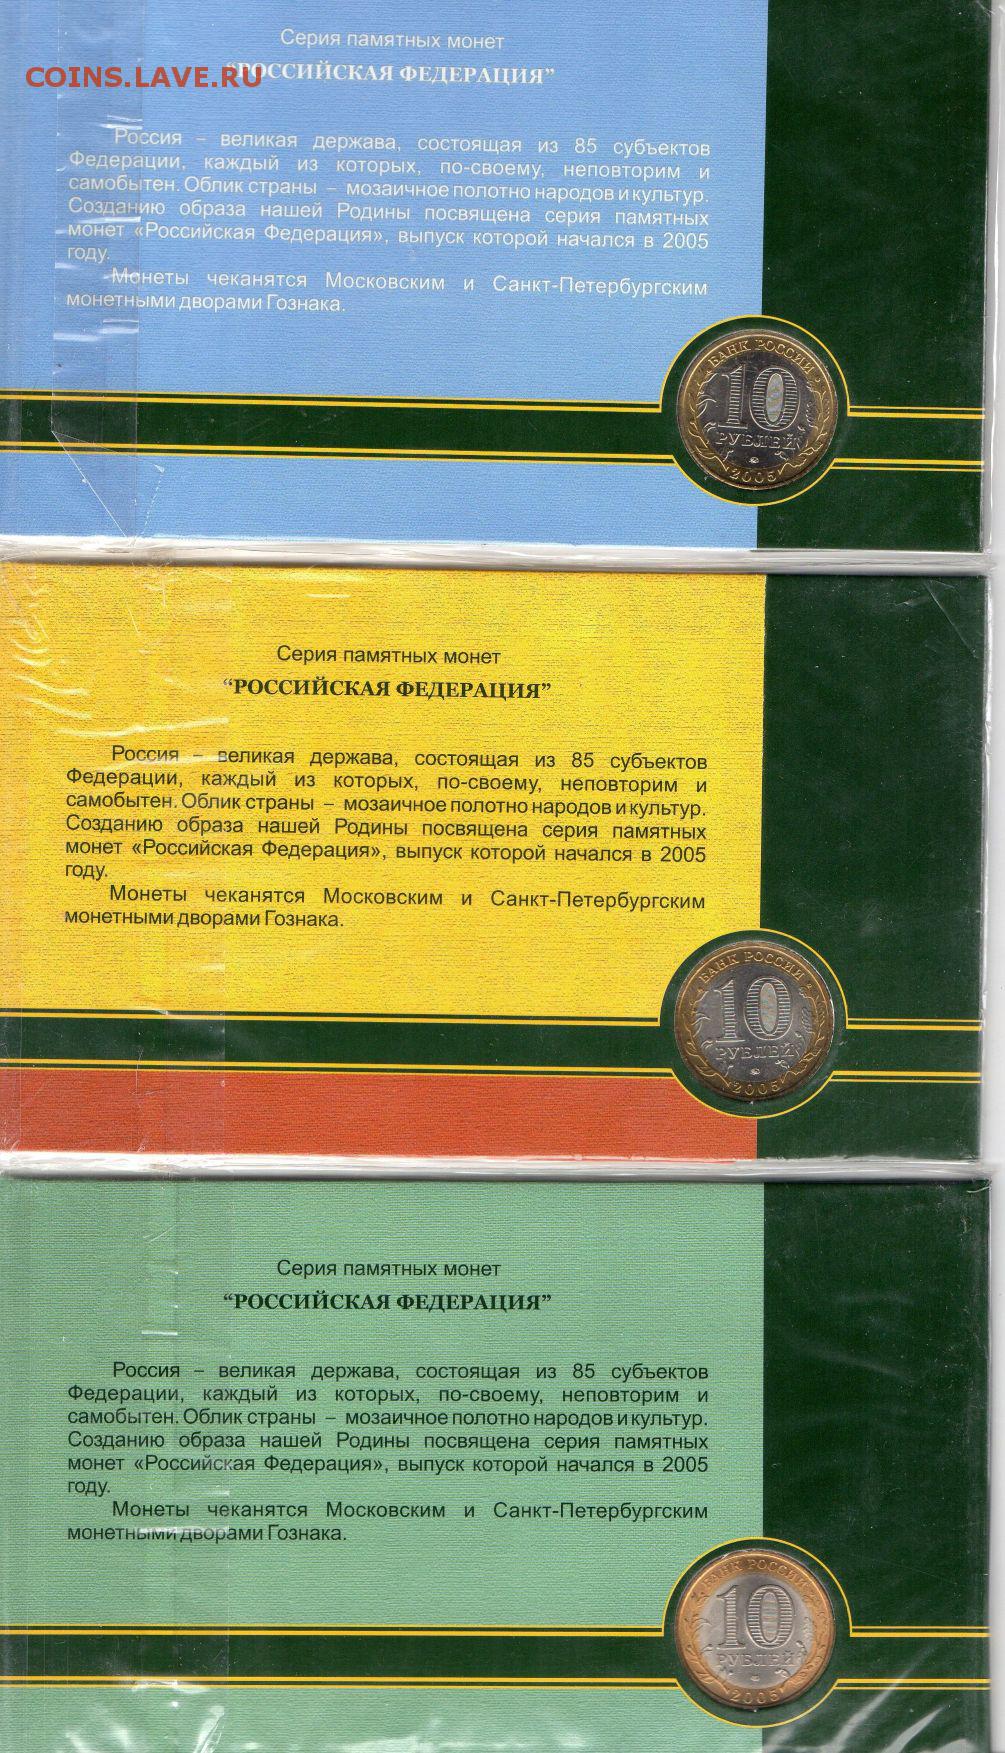 Серия памятных монет
COINS.LAVE.RU
“РОССИЙСКАЯ ФЕДЕРАЦИЯ”
Россия – великая держава, состоящая из 85 субъектов
Федерации, каждый из которых, по-своему, неповторим и
самобытен. Облик страны – мозаичное полотно народов и культур.
Созданию образа нашей Родины посвящена серия памятных
монет «Российская Федерация», выпуск которой начался в 2005
году.
Монеты чеканятся Московским и Санкт-Петербургским
монетными дворами Гознака.
БАНК РОССИИ
10
РУБЛЕЙ
2005
Серия памятных монет
“РОССИЙСКАЯ ФЕДЕРАЦИЯ”
Россия – великая держава, состоящая из 85 субъектов
Федерации, каждый из которых, по-своему, неповторим и
самобытен. Облик страны – мозаичное полотно народов и культур.
Созданию образа нашей Родины посвящена серия памятных
монет «Российская Федерация», выпуск которой начался в 2005
году.
Монеты чеканятся Московским и Санкт-Петербургским
монетными дворами Гознака.
БАНК РОССИИ
10
РУБЛЕЙ
2005
Серия памятных монет
“РОССИЙСКАЯ ФЕДЕРАЦИЯ”
Россия – великая держава, состоящая из 85 субъектов
Федерации, каждый из которых, по-своему, неповторим и
самобытен. Облик страны – мозаичное полотно народов и культур.
Созданию образа нашей Родины посвящена серия памятных
монет «Российская Федерация», выпуск которой начался в 2005
году.
Монеты чеканятся Московским и Санкт-Петербургским
монетными дворами Гознака.
БАНК РОССИИ
10
РУБЛЕЙ
2005